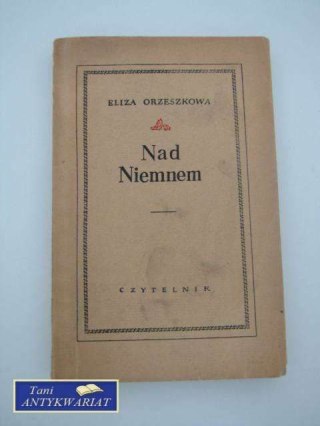 ELIZA ORZESZKOWA
Nad
Niemnem
CZYTELNIK
Tani
ANTYKWARIAT